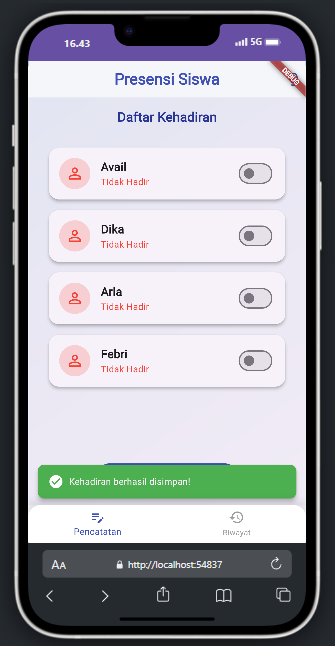 16.43
5G
Debug
Presensi Siswa
Daftar Kehadiran
Avail
Tidak Hadir
Dika
Tidak Hadir
Arla
Tidak Hadir
Febri
Tidak Hadir
Kehadiran berhasil disimpan!
Pencatatan
Riwayat
AA
http://localhost:54837